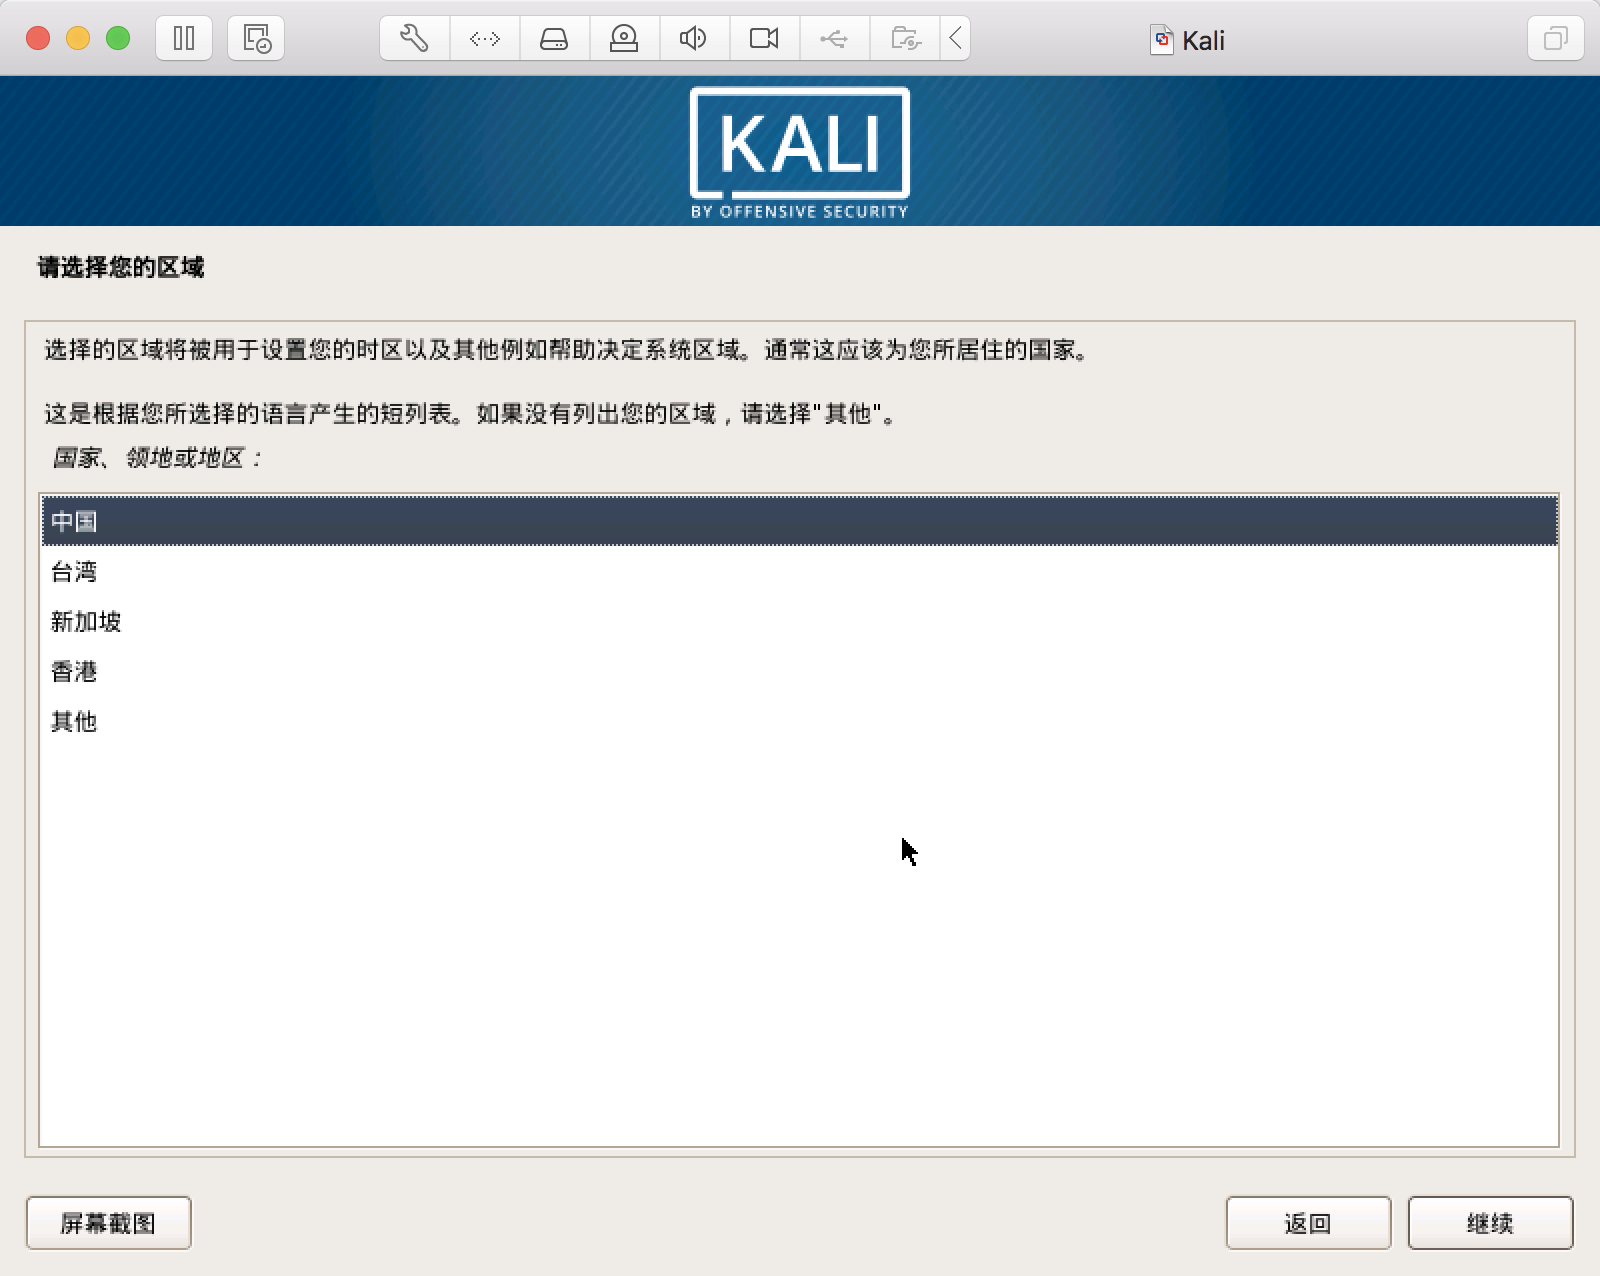 Kali
KALI
BY OFFENSIVE SECURITY
请选择您的区域
选择的区域将被用于设置您的时区以及其他例如帮助决定系统区域。通常这应该为您所居住的国家。
这是根据您所选择的语言产生的短列表。如果没有列出您的区域，请选择"其他"。
国家、领地或地区：
中国
台湾
新加坡
香港
其他
屏幕截图
返回
继续